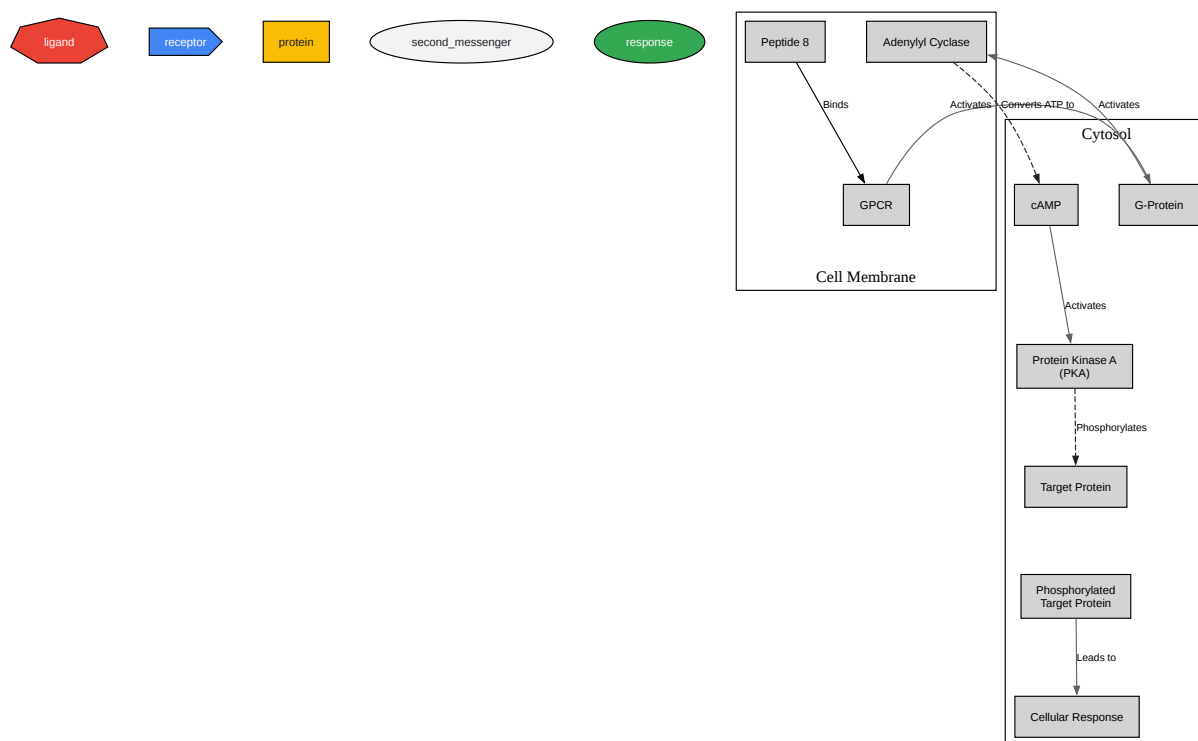 ligand
receptor
protein
second_messenger
response
Peptide 8
Adenylyl Cyclase
Binds
Activates
Converts ATP to
Activates
Cytosol
GPCR
cAMP
G-Protein
Cell Membrane
Activates
Protein Kinase A
(PKA)
Phosphorylates
Target Protein
Phosphorylated
Target Protein
Leads to
Cellular Response